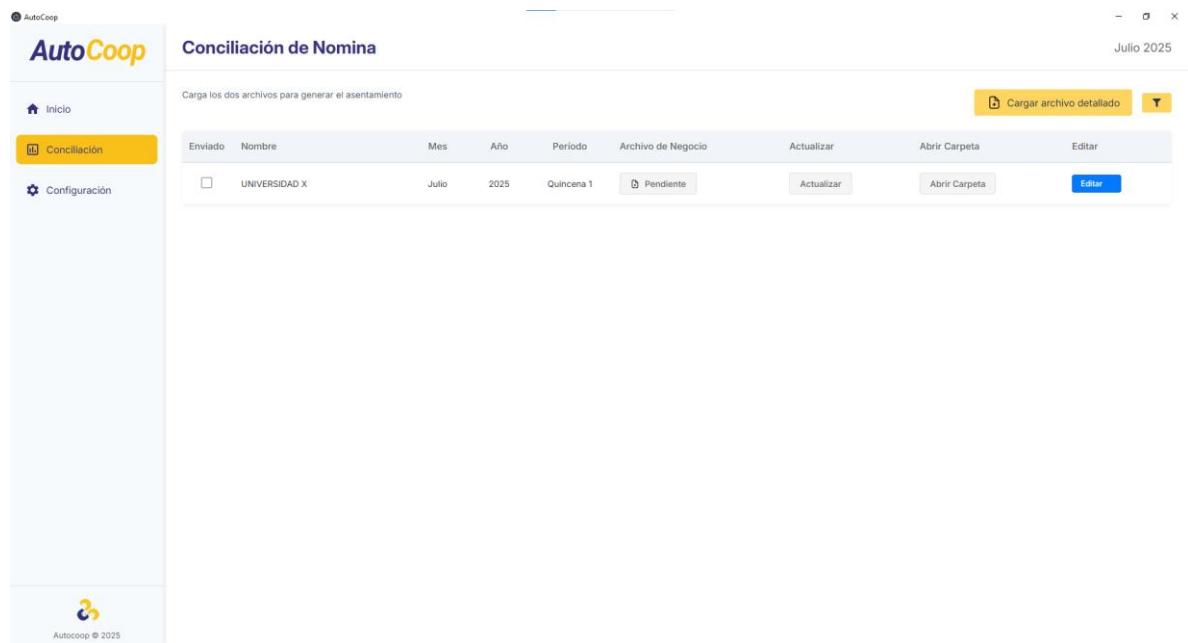 AutoCoop
AutoCoop
Conciliación de Nomina
Julio 2025
Inicio
Conciliación
Configuración
Carga los dos archivos para generar el asentamiento
Cargar archivo detallado
Enviado Nombre Mes Año Período Archivo de Negocio Actualizar Abrir Carpeta Editar
UNIVERSIDAD X Julio 2025 Quincena 1 Pendiente Actualizar Abrir Carpeta Editar
Autocoop © 2025